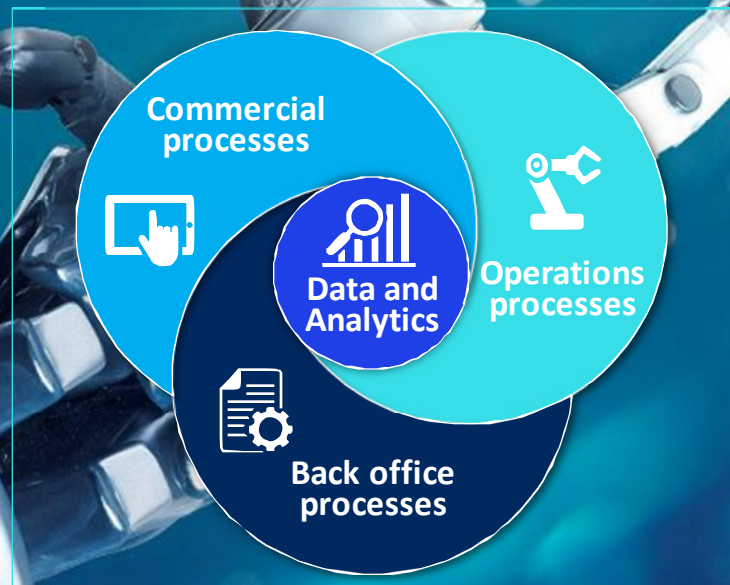 Commercial
processes
Operations
processes
Data and
Analytics
Back office
processes